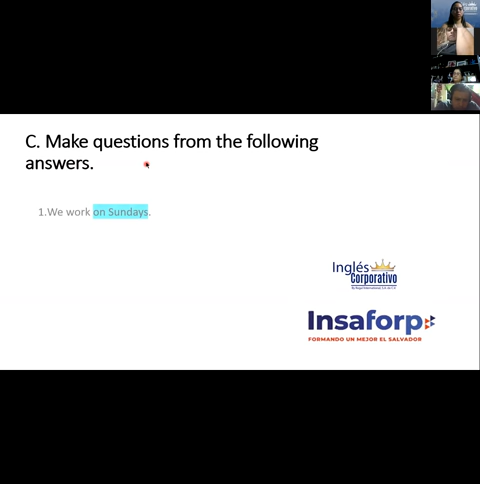 C. Make questions from the following
answers.
1.We work on Sundays.
Inglés
Corporativo
Insaforp
FORMANDO UN MEJOR EL SALVADOR